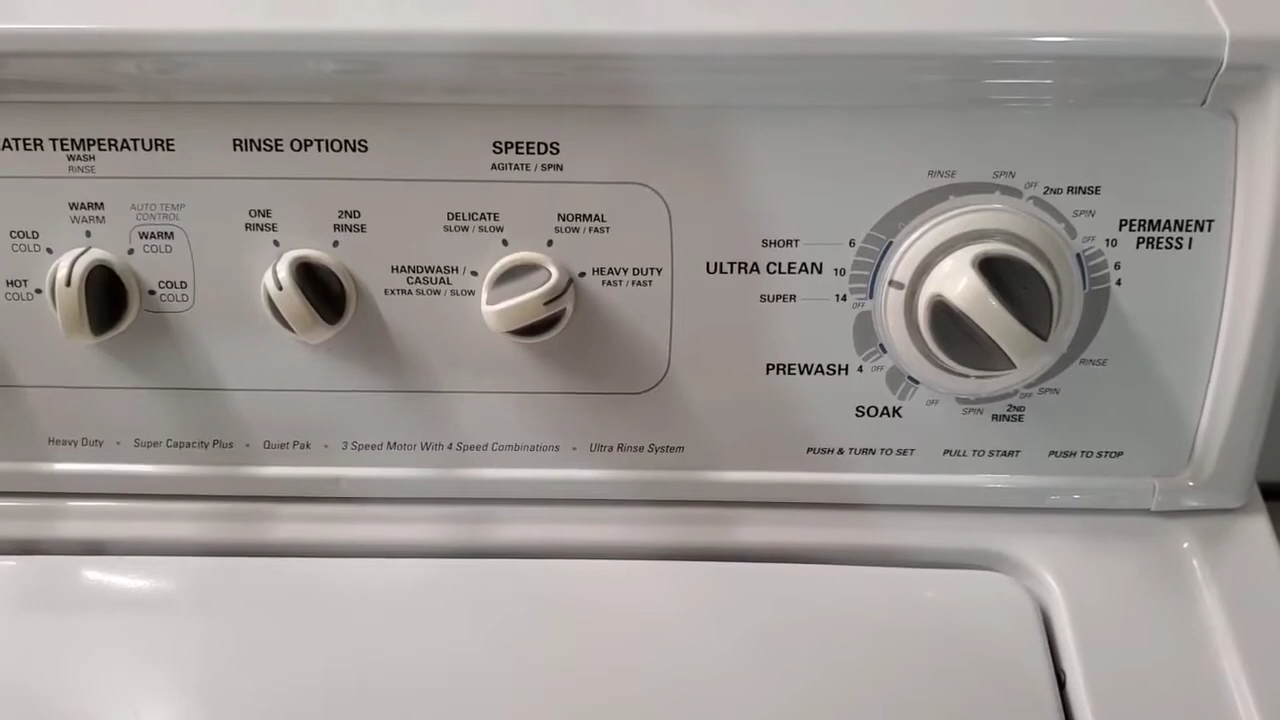 ATER TEMPERATURE
WASH
RINSE
WARM
WARM
AUTO TEMP
CONTROL
COLD
COLD
WARM
COLD
HOT
COLD
COLD
COLD
RINSE OPTIONS
ONE
RINSE
2ND
RINSE
SPEEDS
AGITATE / SPIN
DELICATE
SLOW / SLOW
NORMAL
SLOW / FAST
HANDWASH /
CASUAL
EXTRA SLOW / SLOW
HEAVY DUTY
FAST / FAST
RINSE
SPIN
OFF
2ND RINSE
SPIN
OFF
PERMANENT
PRESS I
10
6
4
SHORT 6
ULTRA CLEAN 10
SUPER 14
OFF
PREWASH 4 OFF
SOAK
OFF
SPIN
2ND
RINSE
OFF
SPIN
RINSE
Heavy Duty • Super Capacity Plus • Quiet Pak • 3 Speed Motor With 4 Speed Combinations • Ultra Rinse System
PUSH & TURN TO SET PULL TO START PUSH TO STOP